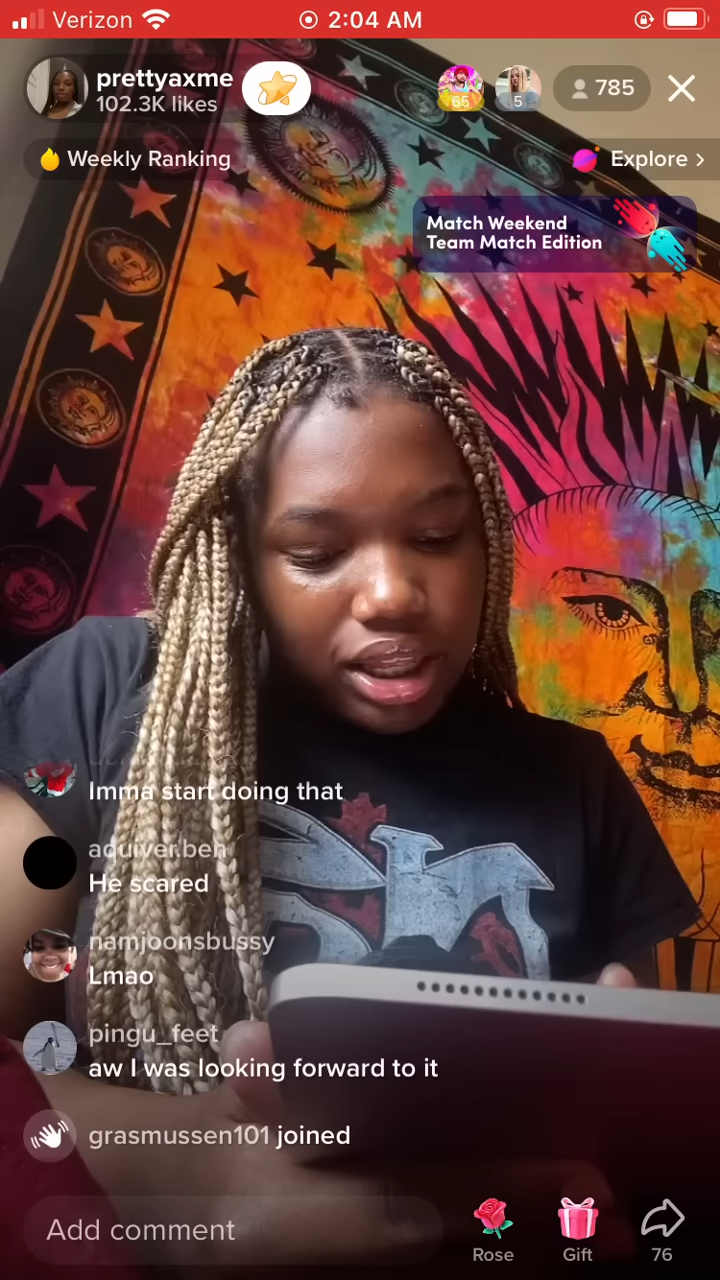 Verizon
2:04 AM
prettyaxme
102.3K likes
65
5
785
Weekly Ranking
Explore >
Match Weekend
Team Match Edition
Imma start doing that
aquiver.ben
He scared
namjoonsbussy
Lmao
pingu_feet
aw I was looking forward to it
grasmussen101 joined
Add comment
Rose
Gift
76